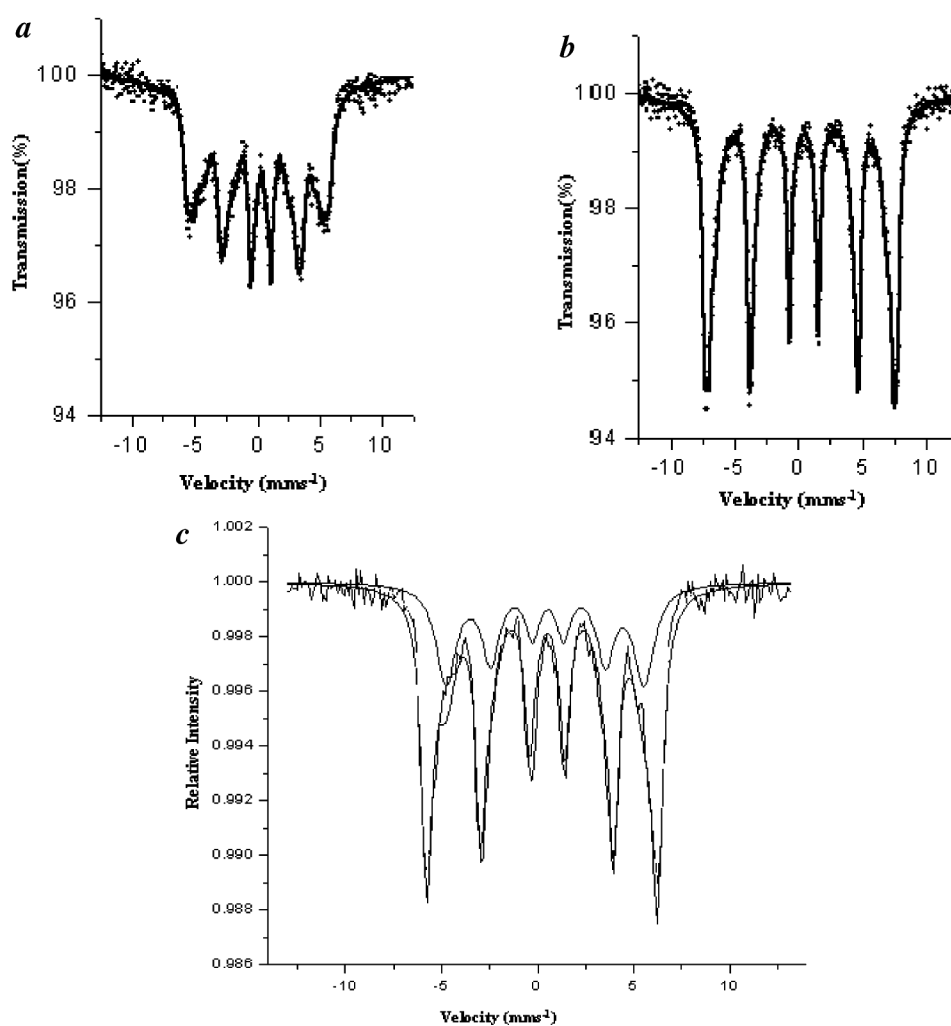 a
100
98
96
94
Transmission(%)
-10 -5 0 5 10
Velocity (mms-1)
b
100
98
96
94
Transmission(%)
-10 -5 0 5 10
Velocity (mms-1)
c
1.002
1.000
0.998
0.996
0.994
0.992
0.990
0.988
0.986
Relative Intensity
-10 -5 0 5 10
Velocity (mms-1)